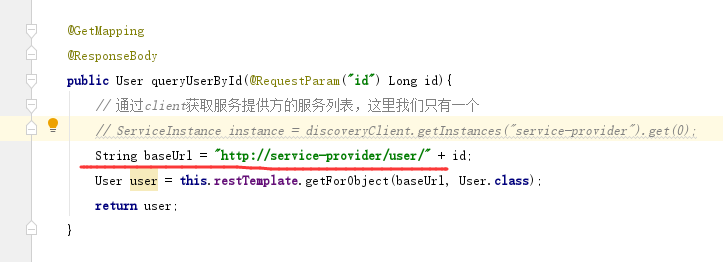 @GetMapping
@ResponseBody
public User queryUserById(@RequestParam("id") Long id){
// 通过client获取服务提供方的服务列表，这里我们只有一个
// ServiceInstance instance = discoveryClient.getInstances("service-provider").get(0);
String baseUrl = "http://service-provider/user/" + id;
User user = this.restTemplate.getForObject(baseUrl, User.class);
return user;
}